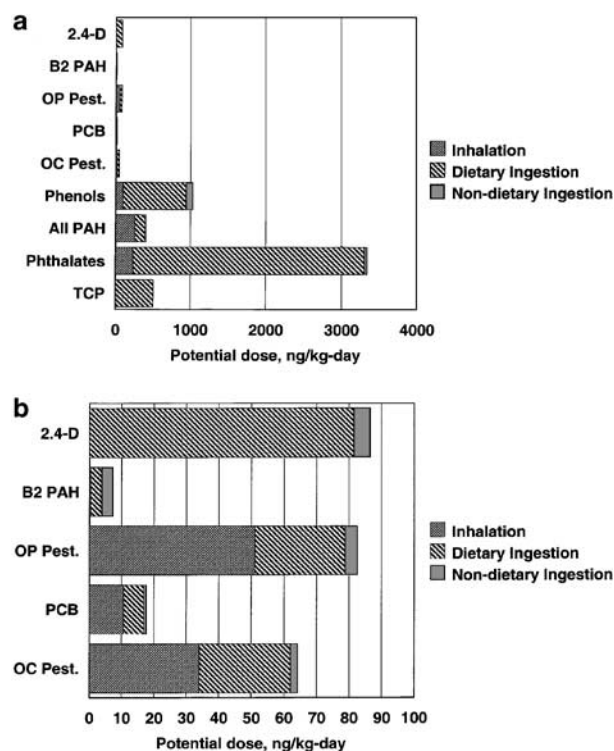 a
2.4-D
B2 PAH
OP Pest.
PCB
OC Pest.
Phenols
All PAH
Phthalates
TCP
0 1000 2000 3000 4000
Potential dose, ng/kg-day
Inhalation
Dietary Ingestion
Non-dietary Ingestion
b
2.4-D
B2 PAH
OP Pest.
PCB
OC Pest.
0 10 20 30 40 50 60 70 80 90 100
Potential dose, ng/kg-day
Inhalation
Dietary Ingestion
Non-dietary Ingestion